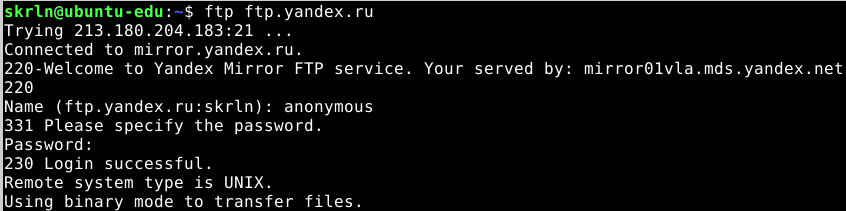 skrln@ubuntu-edu:~$ ftp ftp.yandex.ru
Trying 213.180.204.183:21 ...
Connected to mirror.yandex.ru.
220-Welcome to Yandex Mirror FTP service. Your served by: mirror01vla.mds.yandex.net
220
Name (ftp.yandex.ru:skrln): anonymous
331 Please specify the password.
Password:
230 Login successful.
Remote system type is UNIX.
Using binary mode to transfer files.